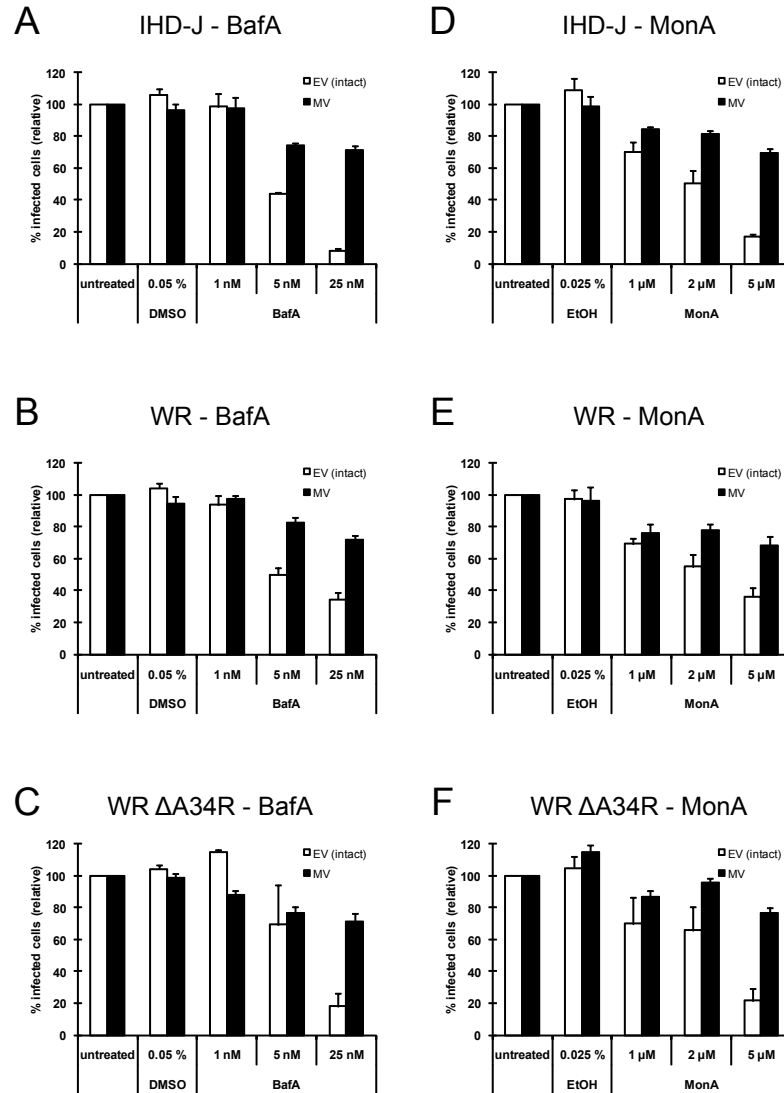 A IHD-J - BafA
% infected cells (relative)
120
100
80
60
40
20
0
EV (intact)
MV
untreated 0.05 % 1 nM 5 nM 25 nM
DMSO BafA
D IHD-J - MonA
% infected cells (relative)
120
100
80
60
40
20
0
EV (intact)
MV
untreated 0.025 % 1 µM 2 µM 5 µM
EtOH MonA
B WR - BafA
% infected cells (relative)
120
100
80
60
40
20
0
EV (intact)
MV
untreated 0.05 % 1 nM 5 nM 25 nM
DMSO BafA
E WR - MonA
% infected cells (relative)
120
100
80
60
40
20
0
EV (intact)
MV
untreated 0.025 % 1 µM 2 µM 5 µM
EtOH MonA
C WR ΔA34R - BafA
% infected cells (relative)
120
100
80
60
40
20
0
EV (intact)
MV
untreated 0.05 % 1 nM 5 nM 25 nM
DMSO BafA
F WR ΔA34R - MonA
% infected cells (relative)
120
100
80
60
40
20
0
EV (intact)
MV
untreated 0.025 % 1 µM 2 µM 5 µM
EtOH MonA